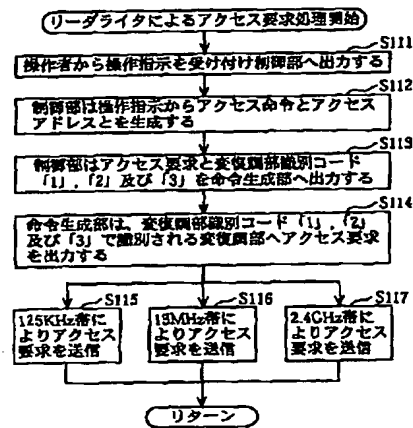 リーダライタによるアクセス要求処理開始
S111
操作者から操作指示を受け付け制御部へ出力する
S112
制御部は操作指示からアクセス命令とアクセス
アドレスとを生成する
S113
制御部はアクセス要求と変復調部識別コード
「1」,「2」及び「3」を命令生成部へ出力する
S114
命令生成部は、変復調部識別コード「1」,「2」
及び「3」で識別される変復調部へアクセス要求
を出力する
S115
125KHz帯に
よりアクセス
要求を送信
S116
13MHz帯に
よりアクセス
要求を送信
S117
2.4GHz帯に
よりアクセス
要求を送信
リターン